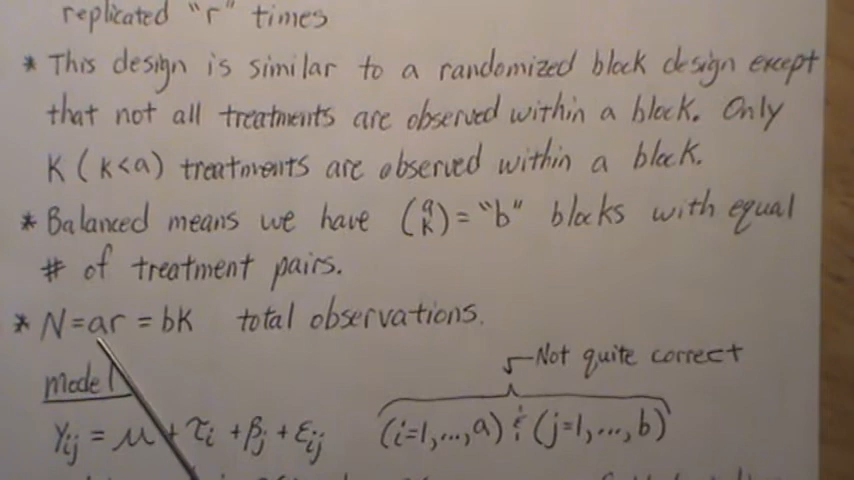 replicated "r" times
* This design is similar to a randomized block design except
that not all treatments are observed within a block. Only
K (k<a) treatments are observed within a block.
* Balanced means we have (a k) = "b" blocks with equal
# of treatment pairs.
* N = ar = bk total observations.
Not quite correct
model
Yij = μ + τi + βj + εij (i=1,...,a) & (j=1,...,b)